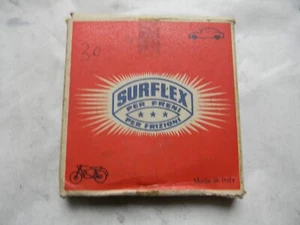 30
SURFLEX
PER FRENI
PER FRIZIONI
Made in Italy